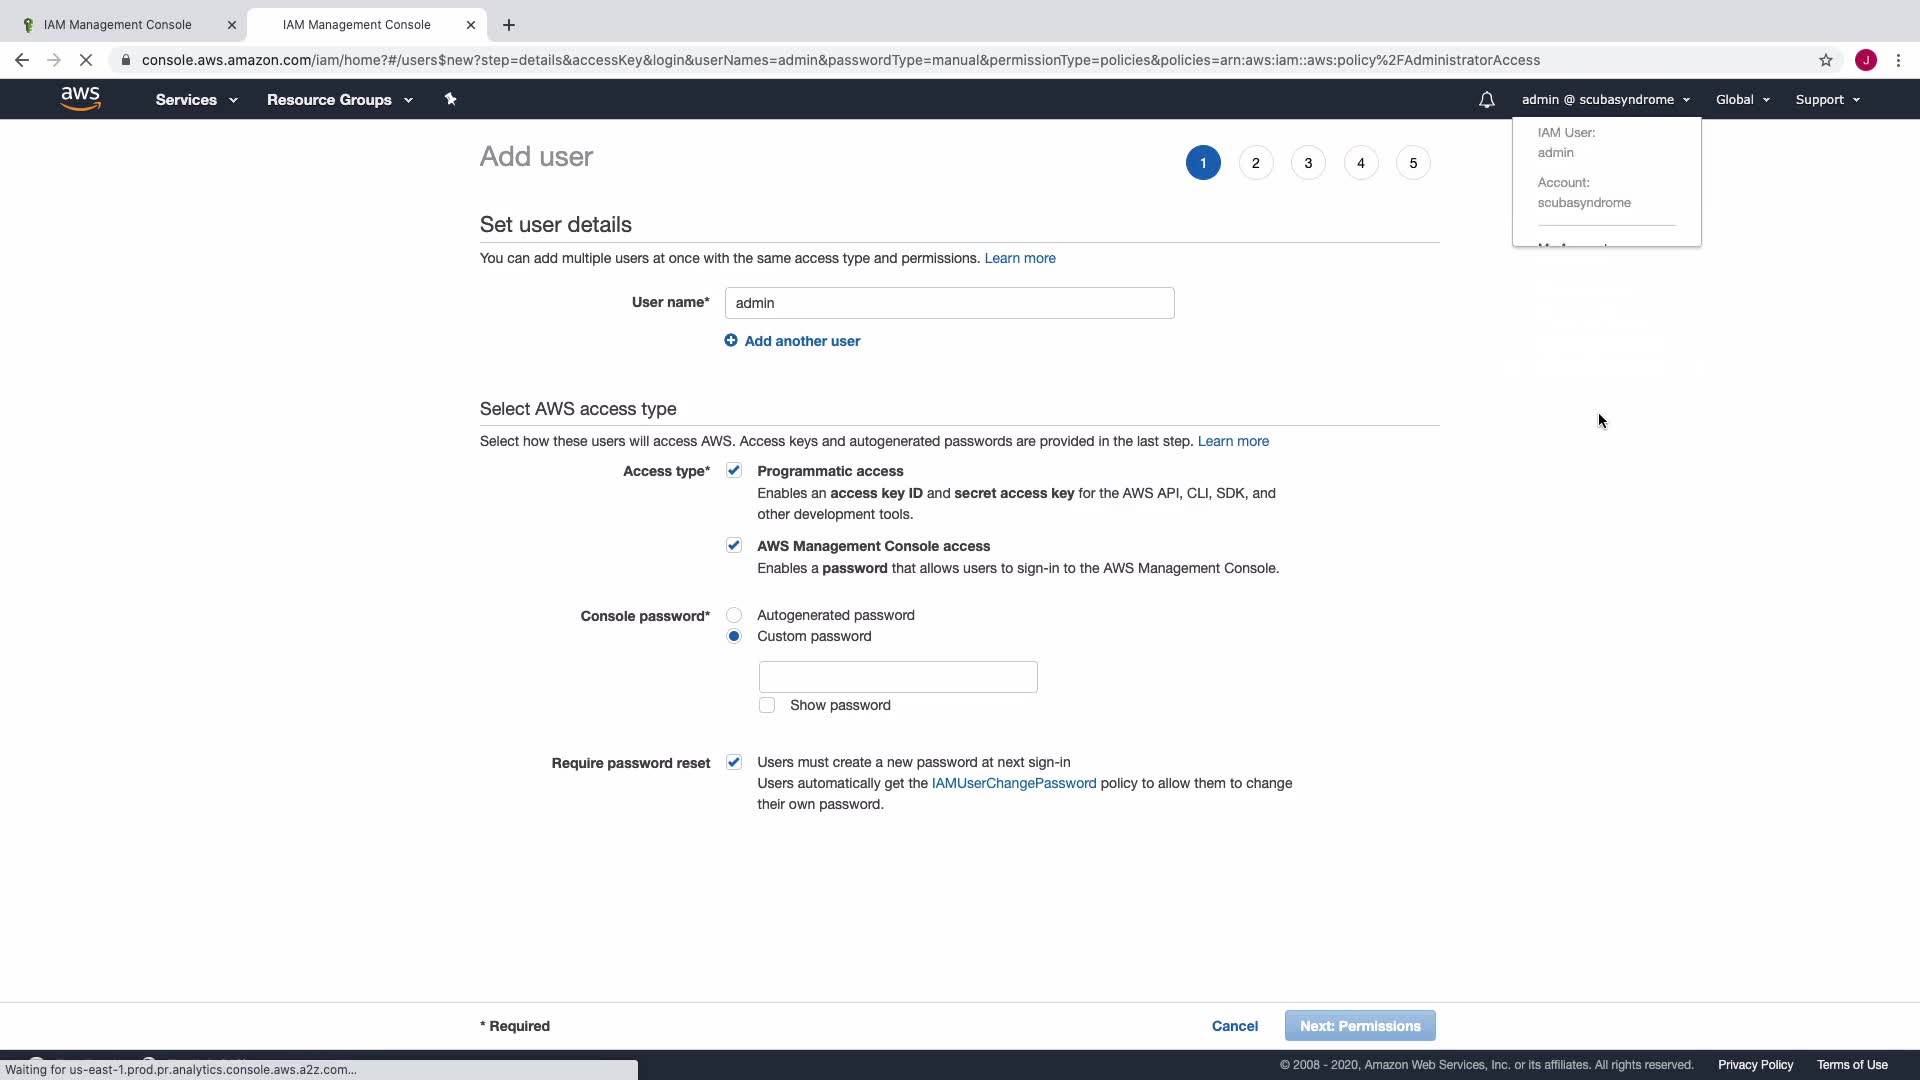 IAM Management Console
IAM Management Console
console.aws.amazon.com/iam/home?#/users$new?step=details&accessKey&login&userNames=admin&passwordType=manual&permissionType=policies&policies=arn:aws:iam::aws:policy%2FAdministratorAccess
J
aws
Services
Resource Groups
admin @ scubasyndrome
Global
Support
IAM User:
admin
Account:
scubasyndrome
Add user
1
2
3
4
5
Set user details
You can add multiple users at once with the same access type and permissions. Learn more
User name*
admin
Add another user
Select AWS access type
Select how these users will access AWS. Access keys and autogenerated passwords are provided in the last step. Learn more
Access type*
Programmatic access
Enables an access key ID and secret access key for the AWS API, CLI, SDK, and
other development tools.
AWS Management Console access
Enables a password that allows users to sign-in to the AWS Management Console.
Console password*
Autogenerated password
Custom password
Show password
Require password reset
Users must create a new password at next sign-in
Users automatically get the IAMUserChangePassword policy to allow them to change
their own password.
* Required
Cancel
Next: Permissions
Waiting for us-east-1.prod.pr.analytics.console.aws.a2z.com...
© 2008 - 2020, Amazon Web Services, Inc. or its affiliates. All rights reserved.
Privacy Policy
Terms of Use